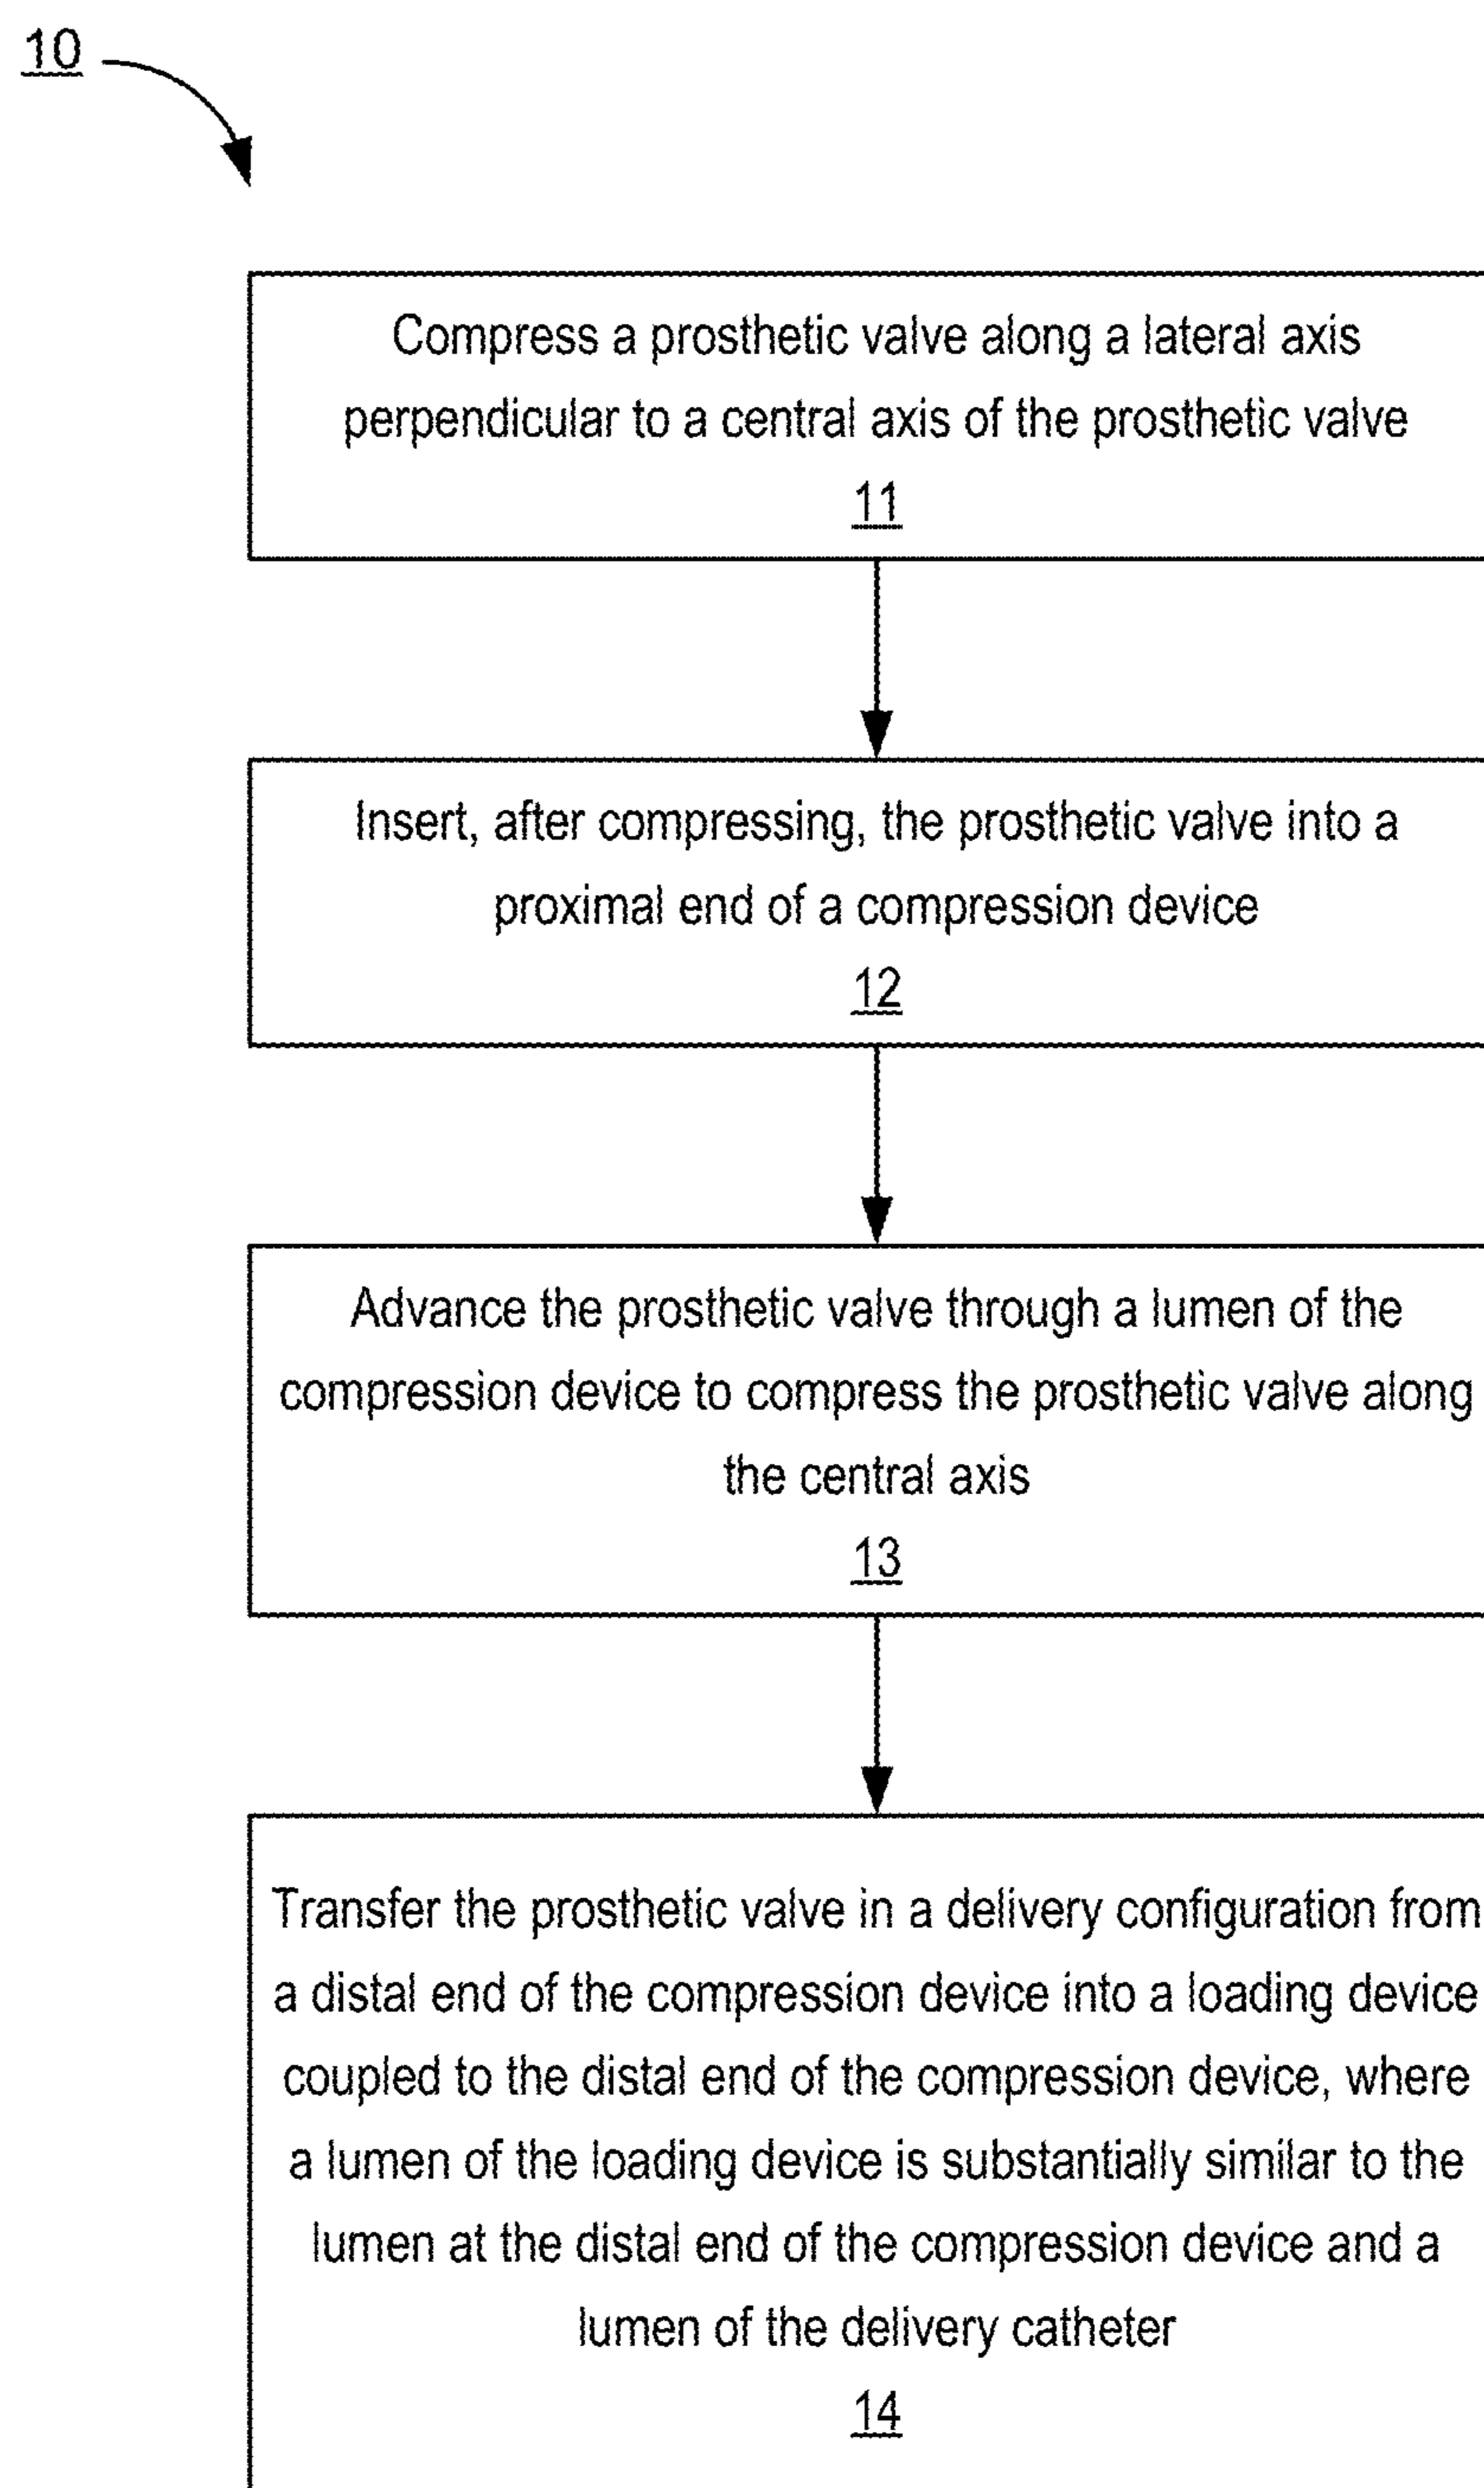 10
Compress a prosthetic valve along a lateral axis
perpendicular to a central axis of the prosthetic valve
11
Insert, after compressing, the prosthetic valve into a
proximal end of a compression device
12
Advance the prosthetic valve through a lumen of the
compression device to compress the prosthetic valve along
the central axis
13
Transfer the prosthetic valve in a delivery configuration from
a distal end of the compression device into a loading device
coupled to the distal end of the compression device, where
a lumen of the loading device is substantially similar to the
lumen at the distal end of the compression device and a
lumen of the delivery catheter
14